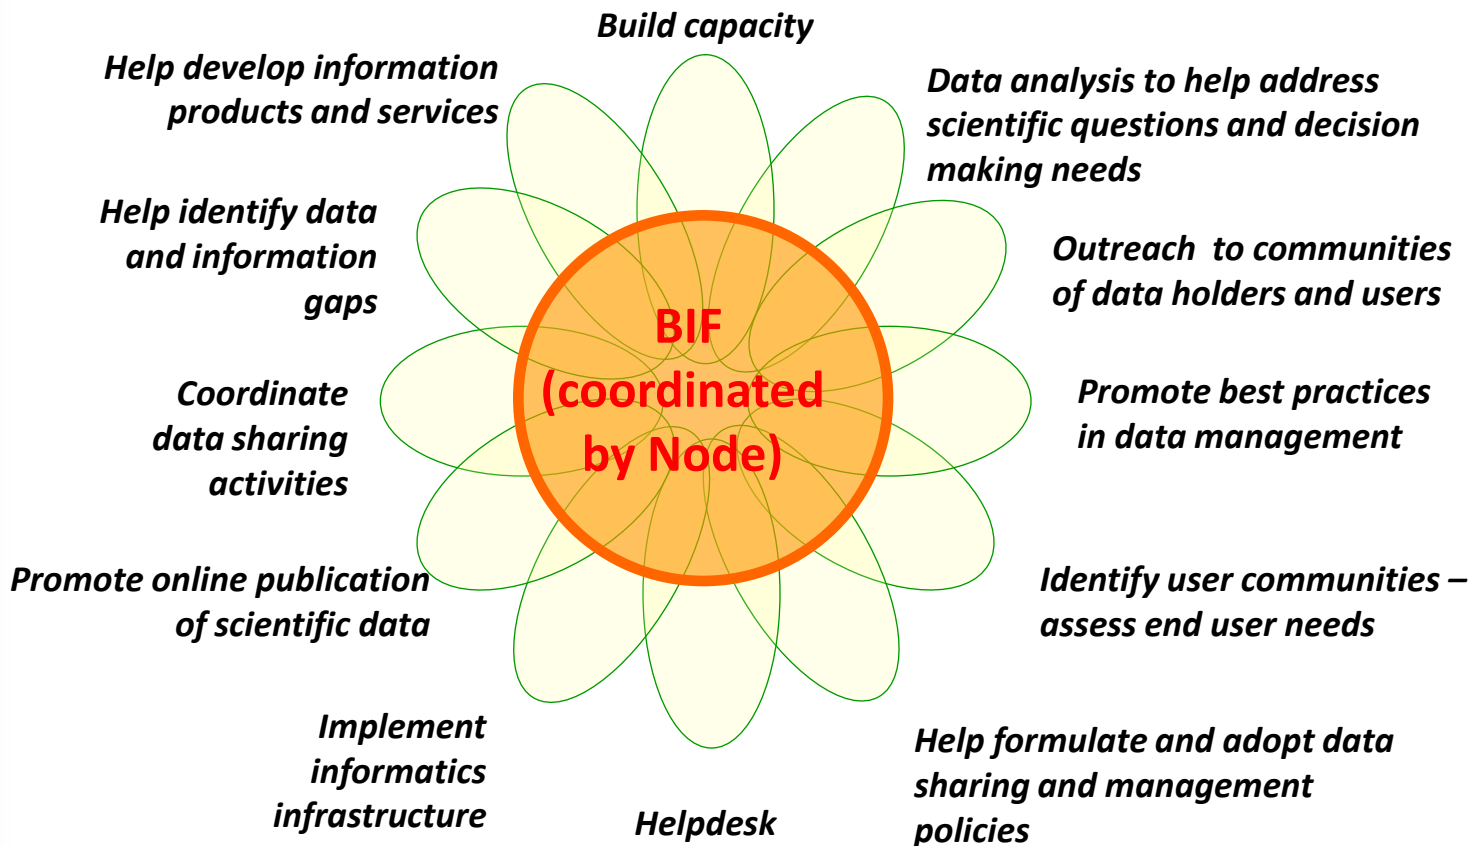 Build capacity
Data analysis to help address
scientific questions and decision
making needs
Outreach  to communities
of data holders and users
Promote best practices
in data management
Identify user communities –
assess end user needs
Help formulate and adopt data
sharing and management
policies
Helpdesk
Implement
informatics
infrastructure
Promote online publication
of scientific data
Coordinate
data sharing
activities
Help identify data
and information
gaps
Help develop information
products and services
BIF
(coordinated
by Node)